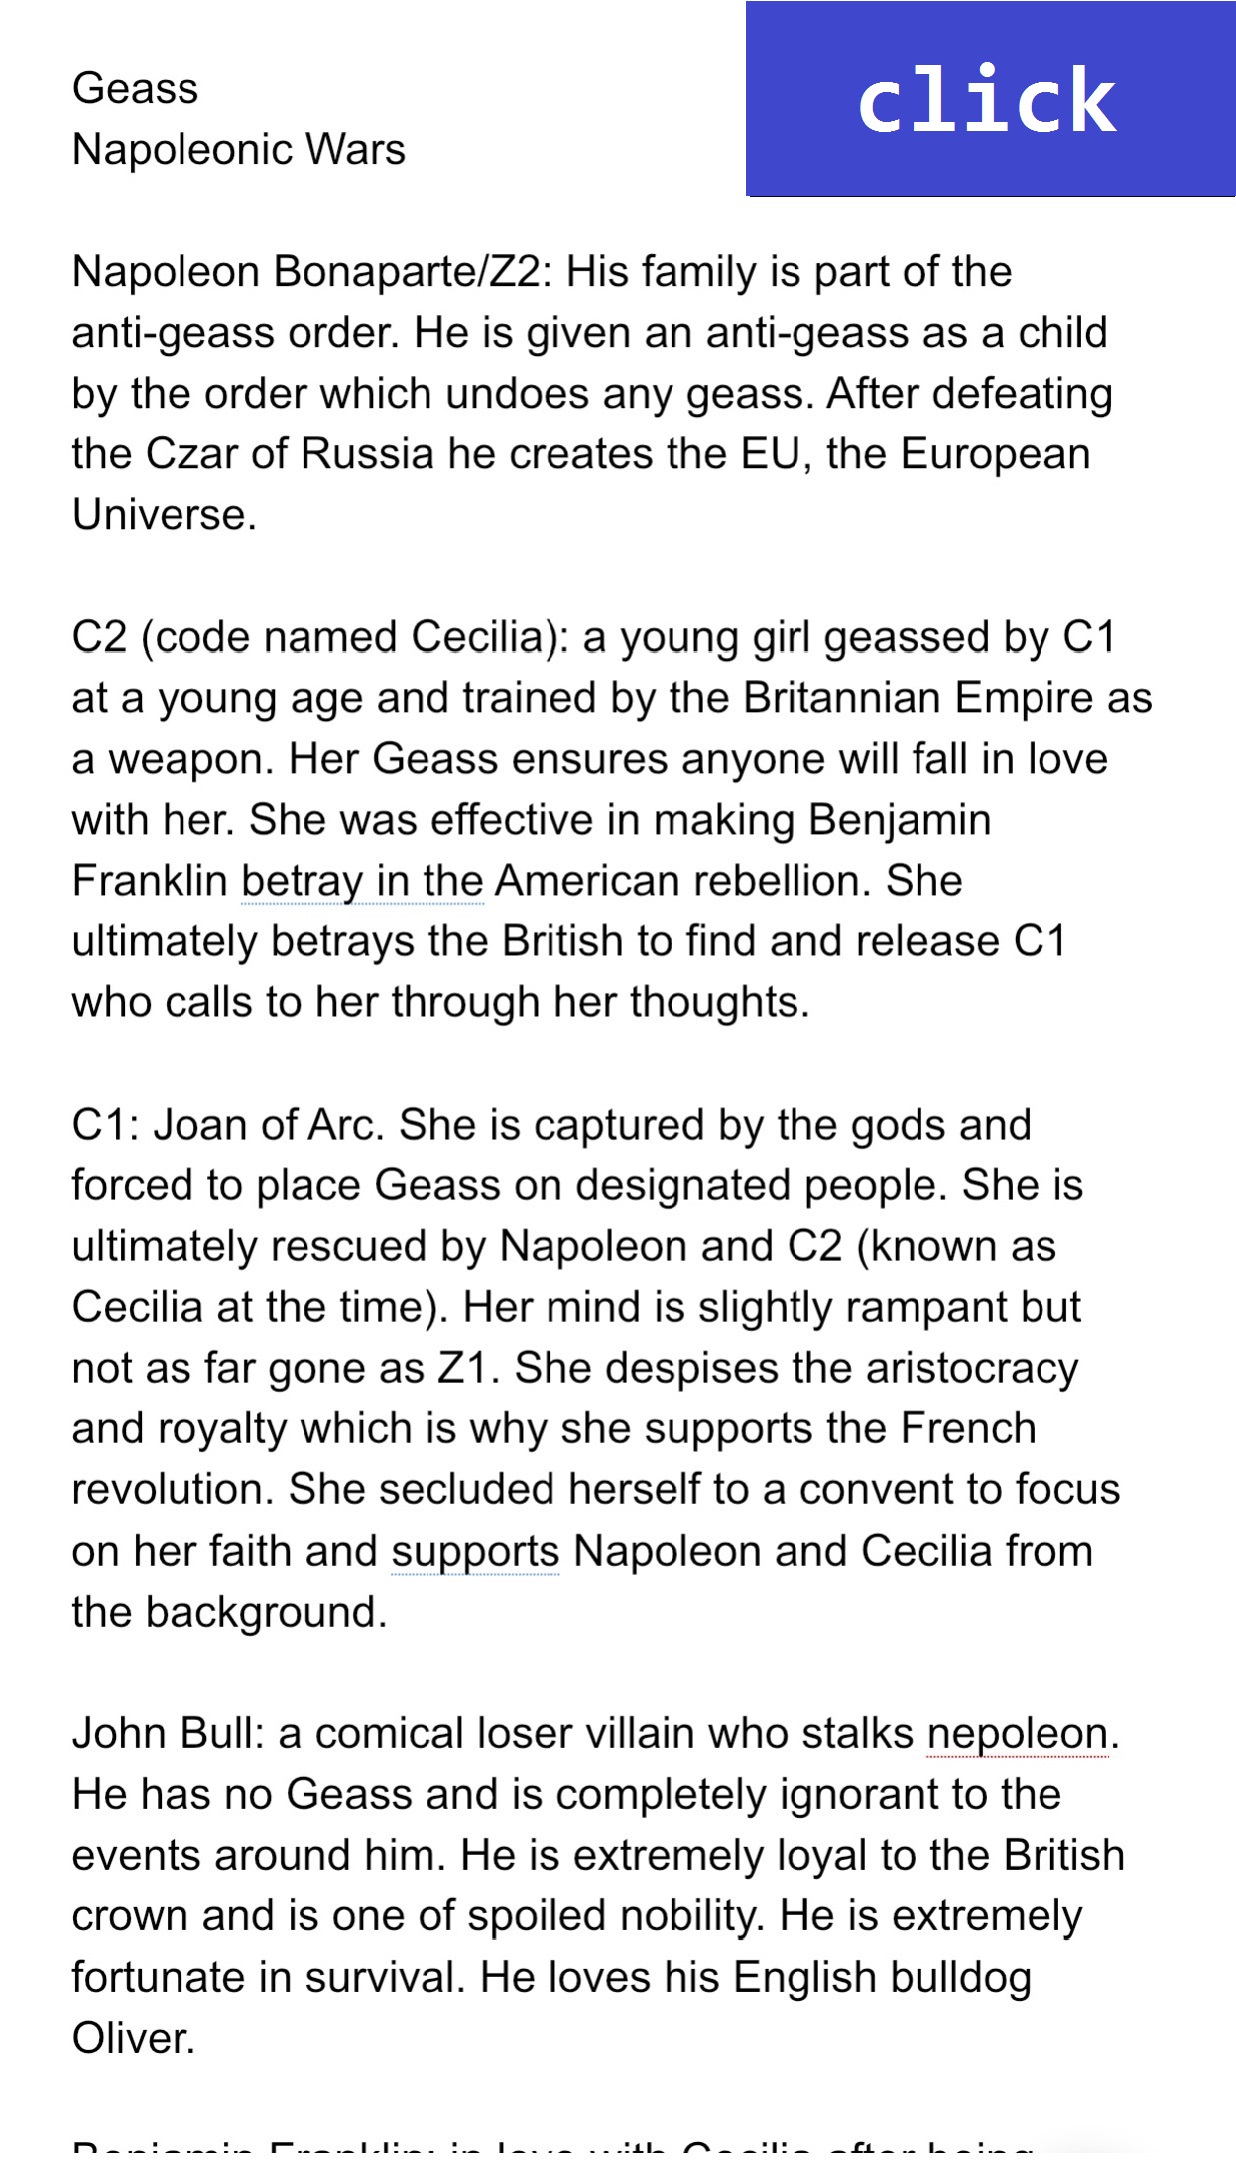 Geass
click
Napoleonic Wars
Napoleon Bonaparte/Z2: His family is part of the
anti-geass order. He is given an anti-geass as a child
by the order which undoes any geass. After defeating
the Czar of Russia he creates the EU, the European
Universe.
C2 (code named Cecilia): a young girl geassed by C1
at a young age and trained by the Britannian Empire as
a weapon. Her Geass ensures anyone will fall in love
with her. She was effective in making Benjamin
Franklin betray in the American rebellion. She
ultimately betrays the British to find and release C1
who calls to her through her thoughts.
C1: Joan of Arc. She is captured by the gods and
forced to place Geass on designated people. She is
ultimately rescued by Napoleon and C2 (known as
Cecilia at the time). Her mind is slightly rampant but
not as far gone as Z1. She despises the aristocracy
and royalty which is why she supports the French
revolution. She secluded herself to a convent to focus
on her faith and supports Napoleon and Cecilia from
the background.
John Bull: a comical loser villain who stalks nepoleon.
He has no Geass and is completely ignorant to the
events around him. He is extremely loyal to the British
crown and is one of spoiled nobility. He is extremely
fortunate in survival. He loves his English bulldog
Oliver.
Benjamin Franklin: in love with Cecilia after being